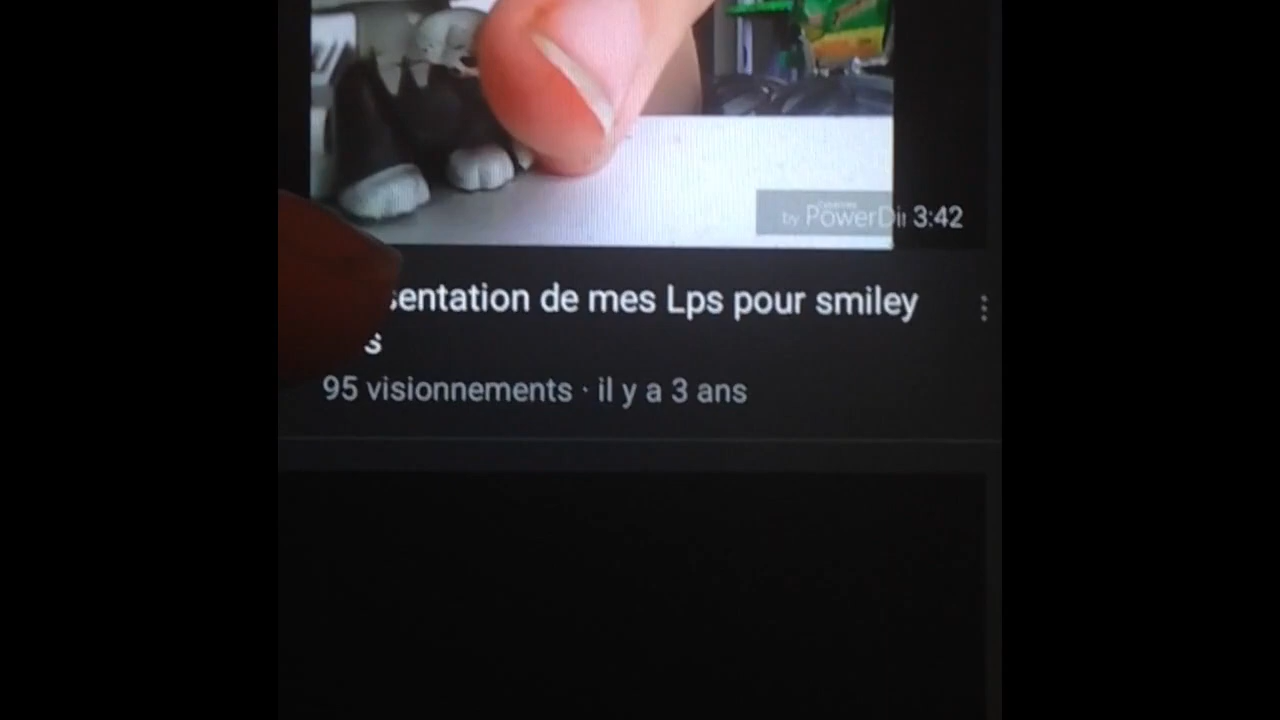 by PowerDi 3:42
sentation de mes Lps pour smiley
s
95 visionnements · il y a 3 ans